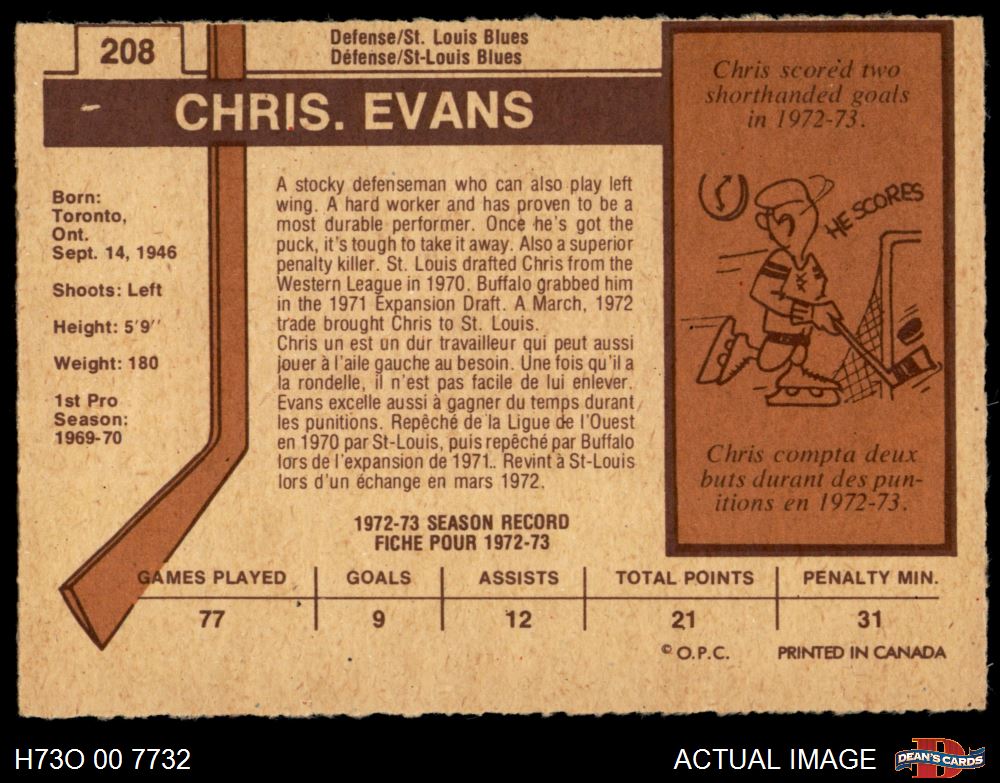 208
Defense/St. Louis Blues
Défense/St-Louis Blues
CHRIS. EVANS
Born:
Toronto,
Ont.
Sept. 14, 1946
Shoots: Left
Height: 5'9''
Weight: 180
1st Pro
Season:
1969-70
A stocky defenseman who can also play left
wing. A hard worker and has proven to be a
most durable performer. Once he's got the
puck, it's tough to take it away. Also a superior
penalty killer. St. Louis drafted Chris from the
Western League in 1970. Buffalo grabbed him
in the 1971 Expansion Draft. A March, 1972
trade brought Chris to St. Louis.
Chris un est un dur travailleur qui peut aussi
jouer à l'aile gauche au besoin. Une fois qu'il a
la rondelle, il n'est pas facile de lui enlever.
Evans excelle aussi à gagner du temps durant
les punitions. Repêché de la Ligue de l'Ouest
en 1970 par St-Louis, puis repêché par Buffalo
lors de l'expansion de 1971.. Revint à St-Louis
lors d'un échange en mars 1972.
Chris scored two
shorthanded goals
in 1972-73.
HE SCORES
Chris compta deux
buts durant des pun-
itions en 1972-73.
1972-73 SEASON RECORD
FICHE POUR 1972-73
GAMES PLAYED GOALS ASSISTS TOTAL POINTS PENALTY MIN.
77 9 12 21 31
© O.P.C. PRINTED IN CANADA
H73O 00 7732 ACTUAL IMAGE DEAN'S CARDS